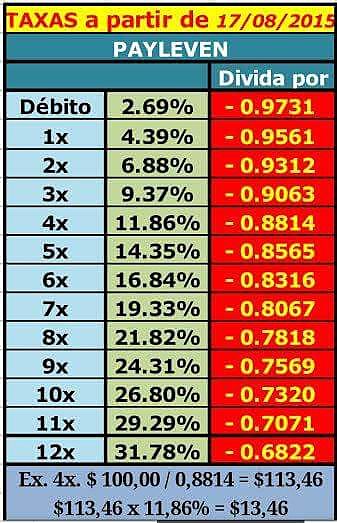 TAXAS a partir de 17/08/2015
PAYLEVEN
Divida por
Débito 2.69% - 0.9731
1x 4.39% - 0.9561
2x 6.88% - 0.9312
3x 9.37% - 0.9063
4x 11.86% - 0.8814
5x 14.35% - 0.8565
6x 16.84% - 0.8316
7x 19.33% - 0.8067
8x 21.82% - 0.7818
9x 24.31% - 0.7569
10x 26.80% - 0.7320
11x 29.29% - 0.7071
12x 31.78% - 0.6822
Ex. 4x. $ 100,00 / 0,8814 = $113,46
$113,46 x 11,86% = $13,46